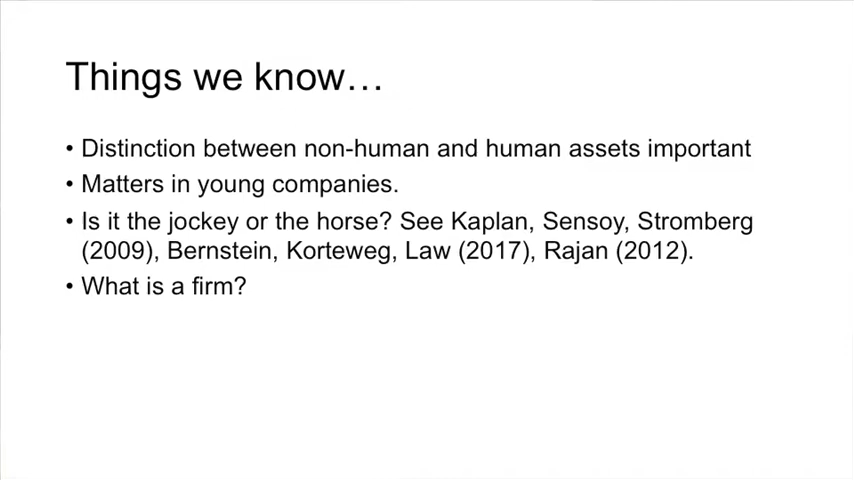 Things we know…
• Distinction between non-human and human assets important
• Matters in young companies.
• Is it the jockey or the horse? See Kaplan, Sensoy, Stromberg
(2009), Bernstein, Korteweg, Law (2017), Rajan (2012).
• What is a firm?